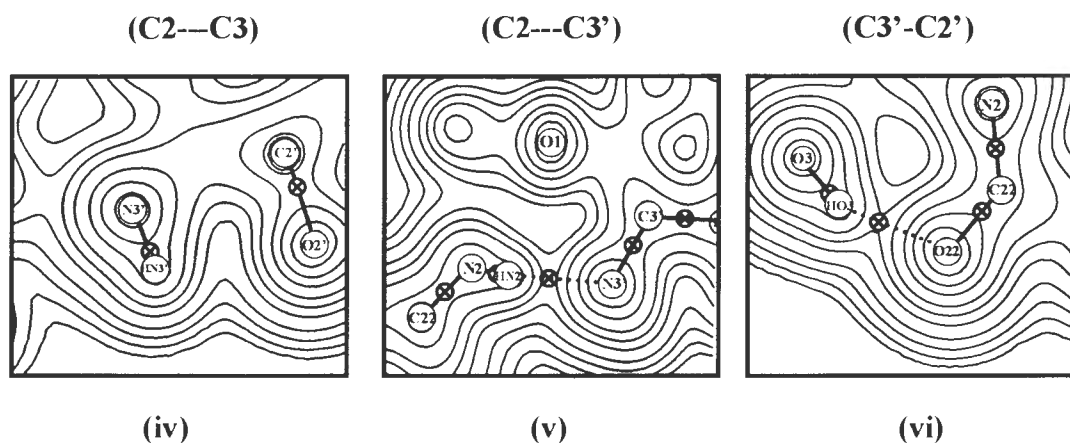 (C2---C3) (C2---C3’) (C3’-C2’)
N3’ C2’ O2’
O1 C3 N2 HN2 N3 C22
N2 O3 HO3 C22 O22
(iv) (v) (vi)